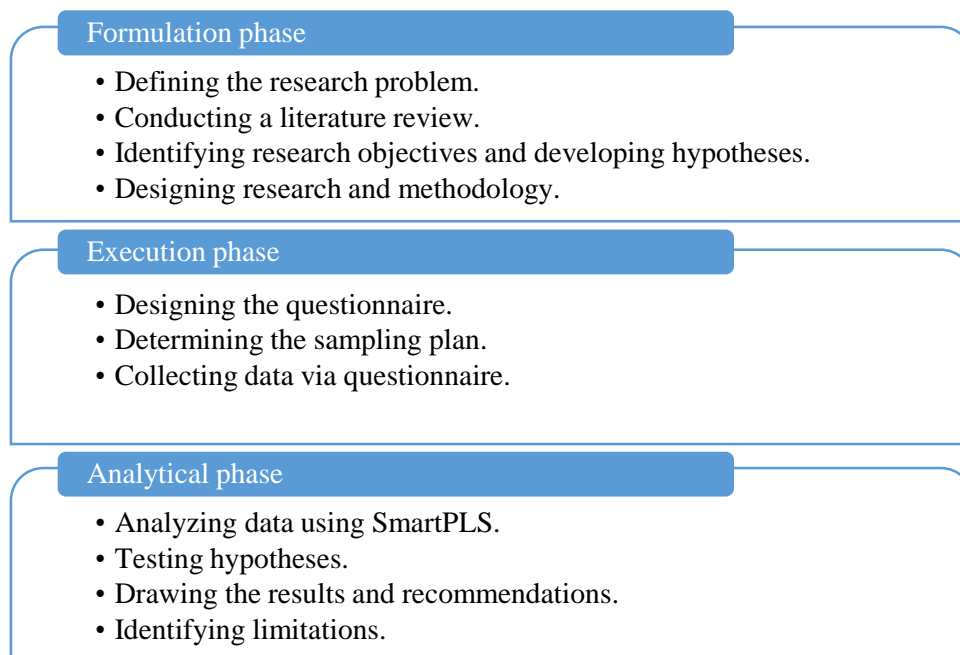 Formulation phase
• Defining the research problem.
• Conducting a literature review.
• Identifying research objectives and developing hypotheses.
• Designing research and methodology.
Execution phase
• Designing the questionnaire.
• Determining the sampling plan.
• Collecting data via questionnaire.
Analytical phase
• Analyzing data using SmartPLS.
• Testing hypotheses.
• Drawing the results and recommendations.
• Identifying limitations.